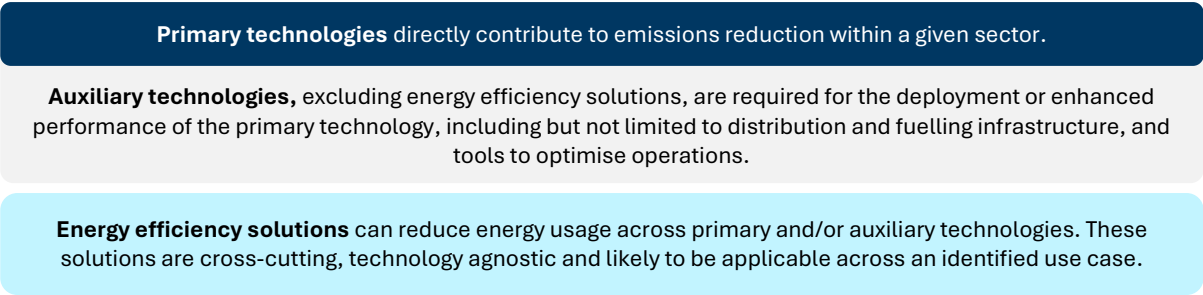 Primary technologies directly contribute to emissions reduction within a given sector.
Auxiliary technologies, excluding energy efficiency solutions, are required for the deployment or enhanced
performance of the primary technology, including but not limited to distribution and fuelling infrastructure, and
tools to optimise operations.
Energy efficiency solutions can reduce energy usage across primary and/or auxiliary technologies. These
solutions are cross-cutting, technology agnostic and likely to be applicable across an identified use case.